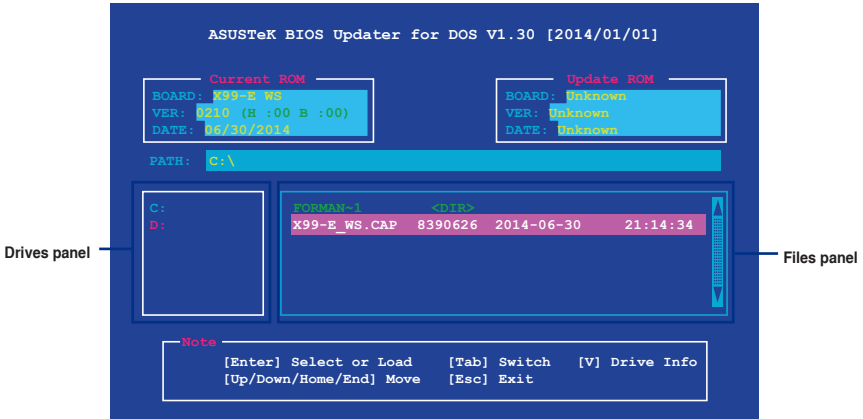 ASUSTeK BIOS Updater for DOS V1.30 [2014/01/01]
Current ROM
BOARD: X99-E WS
VER: 0210 (H :00 B :00)
DATE: 06/30/2014
Update ROM
BOARD: Unknown
VER: Unknown
DATE: Unknown
PATH: C:\
C:
D:
FORMAN~1 <DIR>
X99-E_WS.CAP 8390626 2014-06-30 21:14:34
Drives panel
Files panel
Note
[Enter] Select or Load [Tab] Switch [V] Drive Info
[Up/Down/Home/End] Move [Esc] Exit